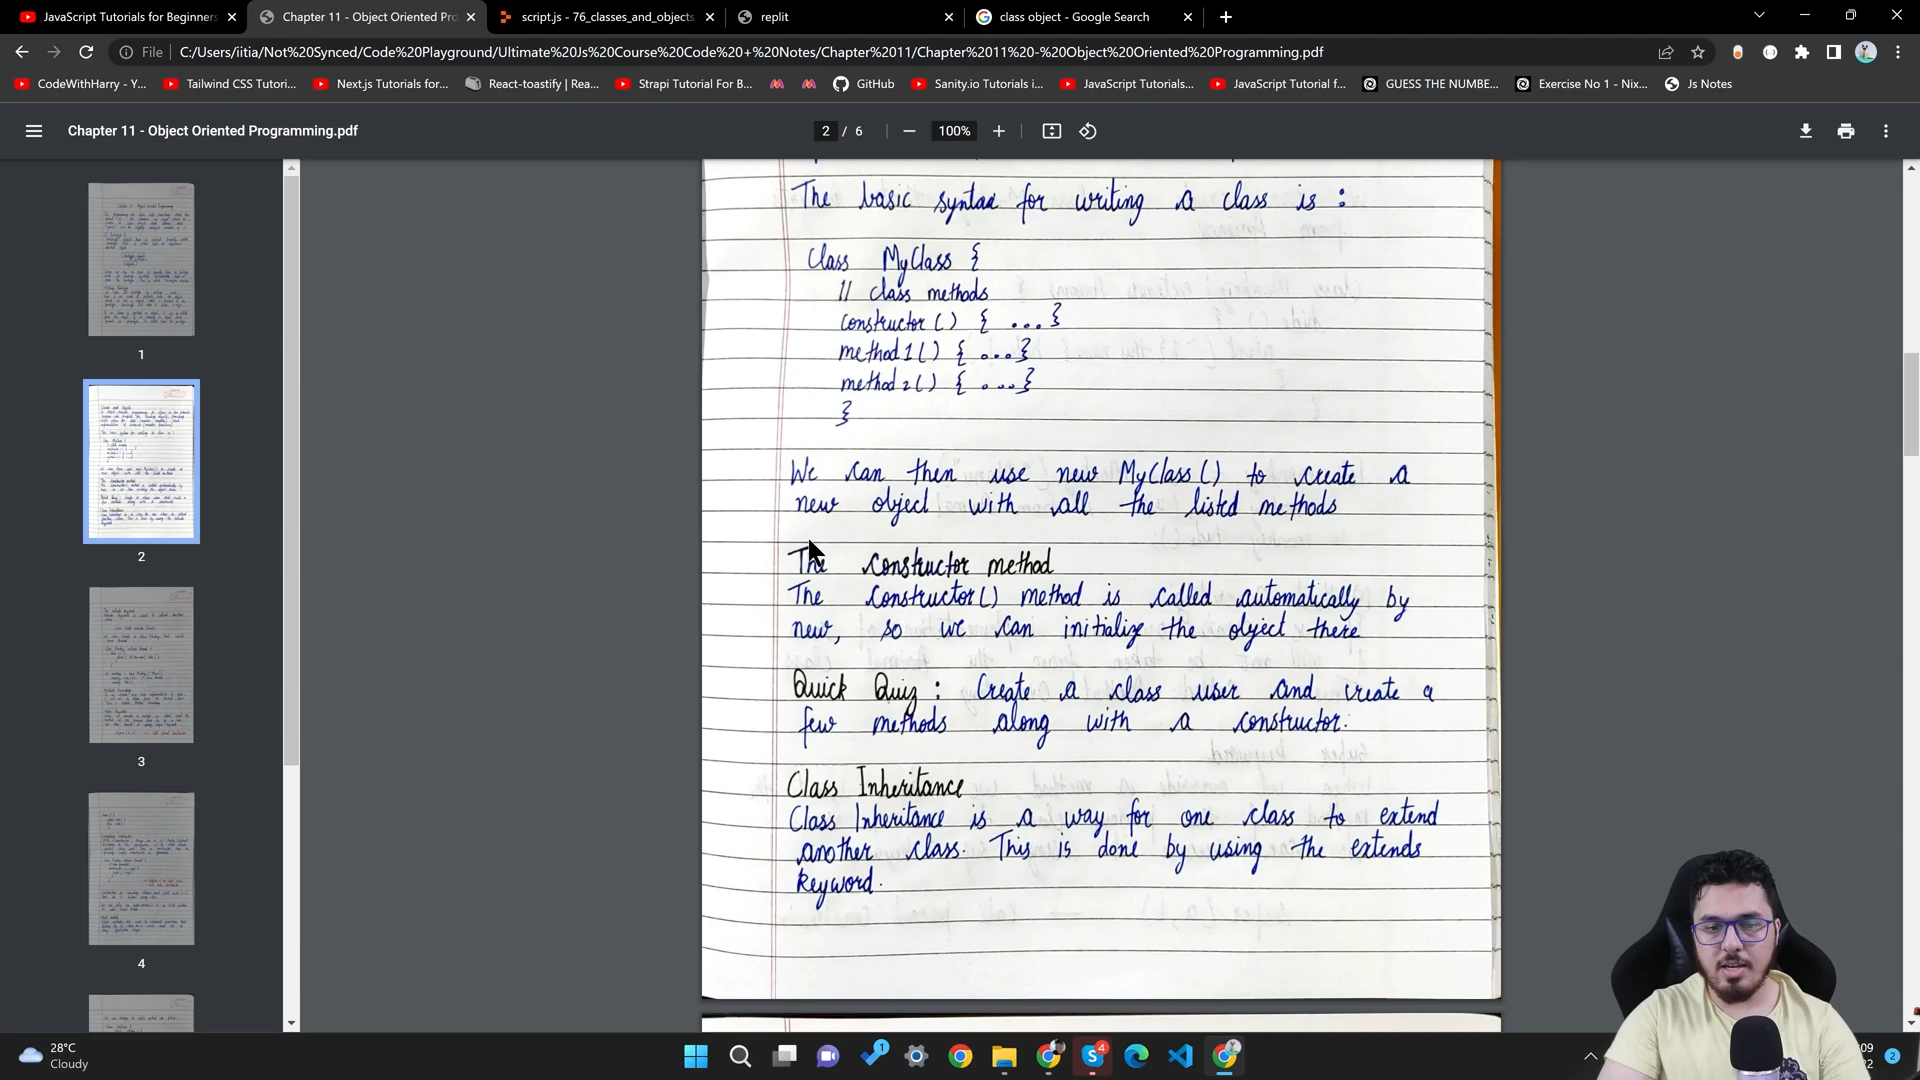 JavaScript Tutorials for Beginners
Chapter 11 - Object Oriented Pro
script.js - 76_classes_and_objects
replit
class object - Google Search
File C:/Users/iitia/Not%20Synced/Code%20Playground/Ultimate%20Js%20Course%20Code%20+%20Notes/Chapter%2011/Chapter%2011%20-%20Object%20Oriented%20Programming.pdf
CodeWithHarry - Y...
Tailwind CSS Tutori...
Next.js Tutorials for...
React-toastify | Rea...
Strapi Tutorial For B...
GitHub
Sanity.io Tutorials i...
JavaScript Tutorials...
JavaScript Tutorial f...
GUESS THE NUMBE...
Exercise No 1 - Nix...
Js Notes
Chapter 11 - Object Oriented Programming.pdf
2 / 6
100%
1
2
3
4
The basic syntax for writing a class is :
Class MyClass {
// class methods
constructor () { ...}
method1() { ...}
method2() { ...}
}
We can then use new MyClass () to create a
new object with all the listed methods
The constructor method
The constructor() method is called automatically by
new, so we can initialize the object there
Quick Quiz : Create a class user and create a
few methods along with a constructor.
Class Inheritance
Class Inheritance is a way for one class to extend
another class. This is done by using the extends
keyword.
28°C
Cloudy
1
4
2